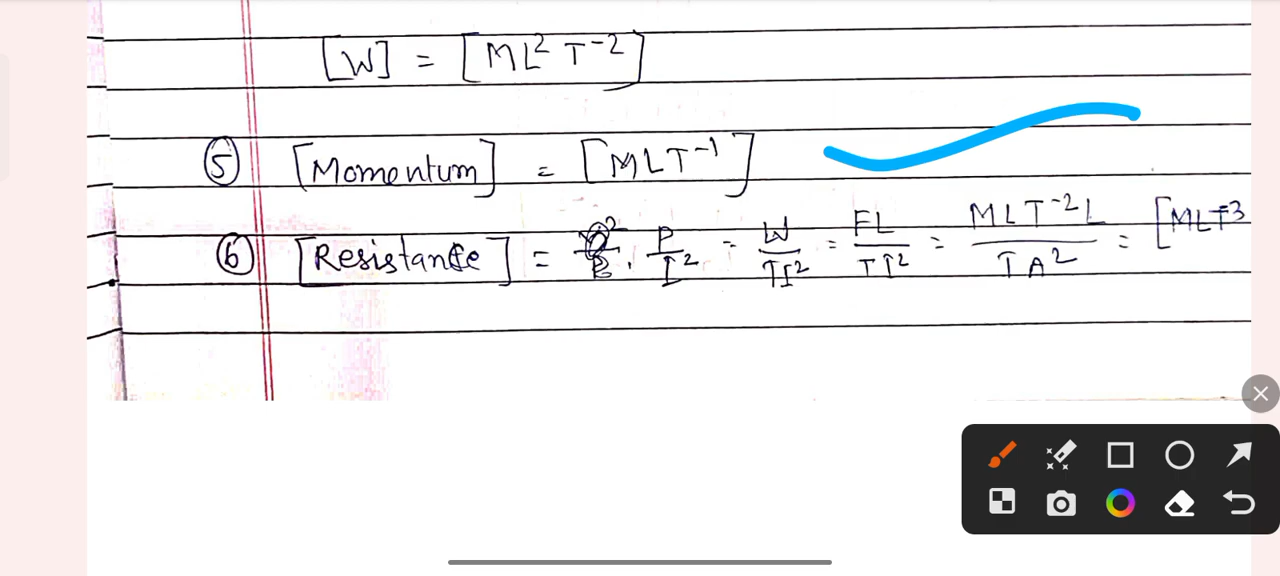 [W] = [ML² T⁻²]
⑤ [Momentum] = [MLT⁻¹]
⑥ [Resistance] = P/I² = W/TI² = FL/TI² = MLT⁻²L/TA² = [MLT⁻³